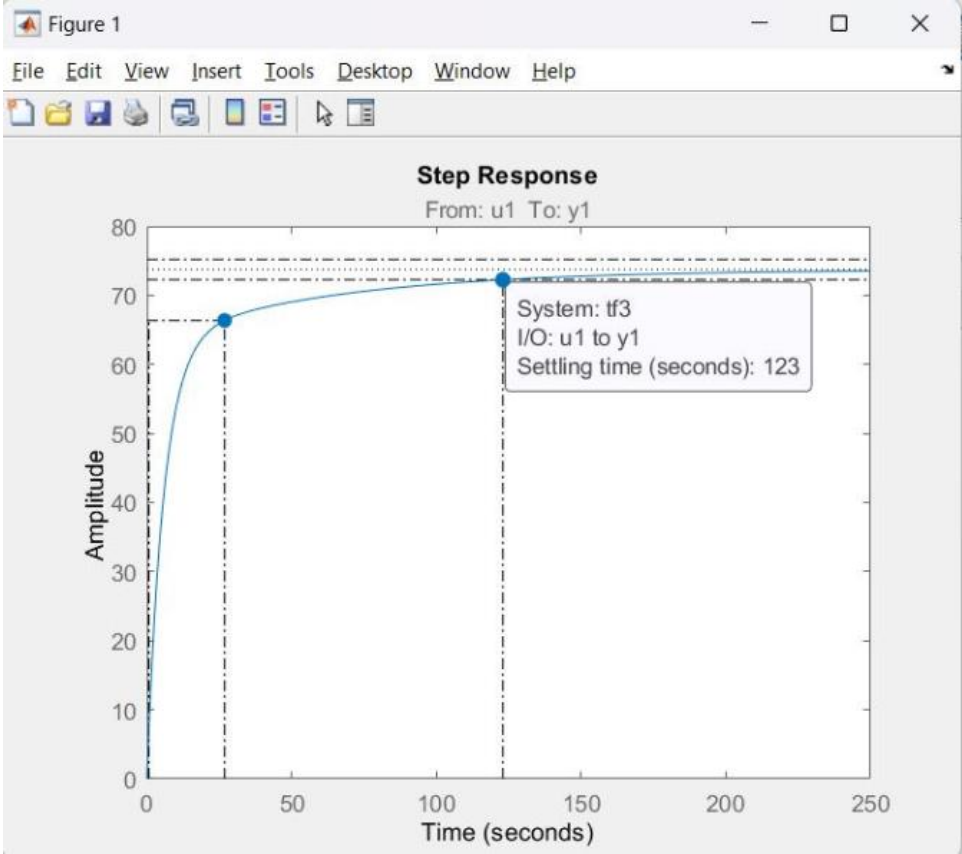 Figure 1
File Edit View Insert Tools Desktop Window Help
Step Response
From: u1 To: y1
80
70
60
50
40
30
20
10
0
Amplitude
System: tf3
I/O: u1 to y1
Settling time (seconds): 123
0 50 100 150 200 250
Time (seconds)